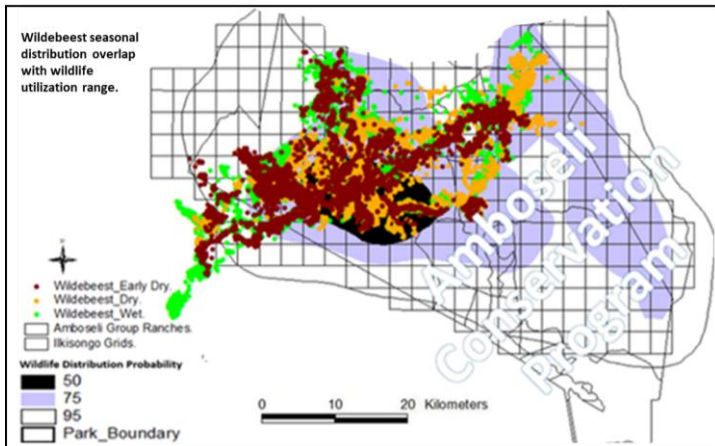 Wildebeest seasonal
distribution overlap
with wildlife
utilization range.
Wildebeest_Early Dry.
Wildebeest_Dry.
Wildebeest_Wet.
Amboseli Group Ranches.
Ilkisongo Grids.
Wildlife Distribution Probability
50
75
95
Park_Boundary
0 10 20 Kilometers
Amboseli
Conservation
Program